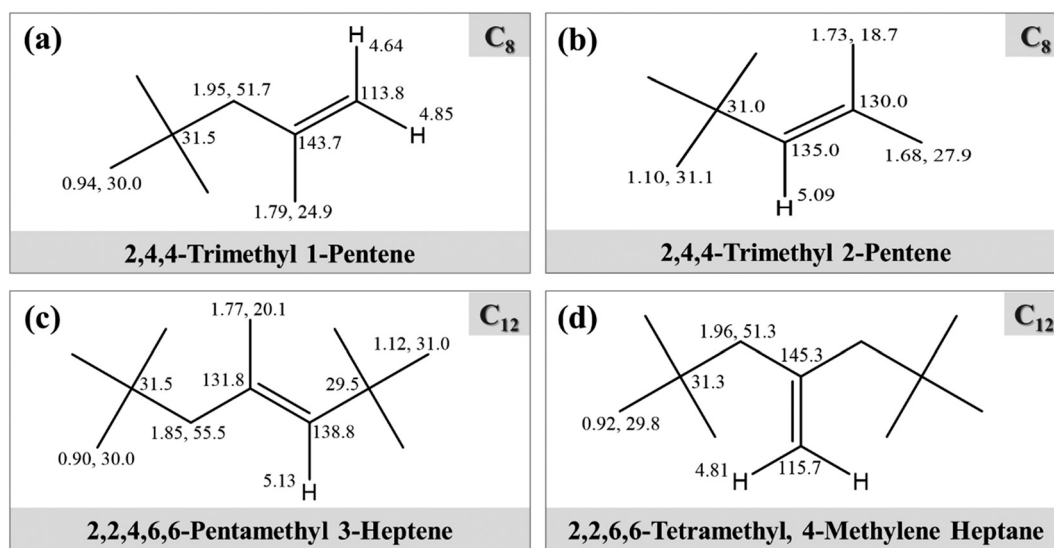 (a)
C8
H
4.64
1.95, 51.7
113.8
4.85
H
31.5
143.7
0.94, 30.0
1.79, 24.9
2,4,4-Trimethyl 1-Pentene
(b)
C8
1.73, 18.7
31.0
130.0
135.0
1.68, 27.9
1.10, 31.1
5.09
H
2,4,4-Trimethyl 2-Pentene
(c)
C12
1.77, 20.1
1.12, 31.0
31.5
131.8
29.5
138.8
1.85, 55.5
0.90, 30.0
5.13
H
2,2,4,6,6-Pentamethyl 3-Heptene
(d)
C12
1.96, 51.3
145.3
31.3
0.92, 29.8
4.81
115.7
H
H
2,2,6,6-Tetramethyl, 4-Methylene Heptane